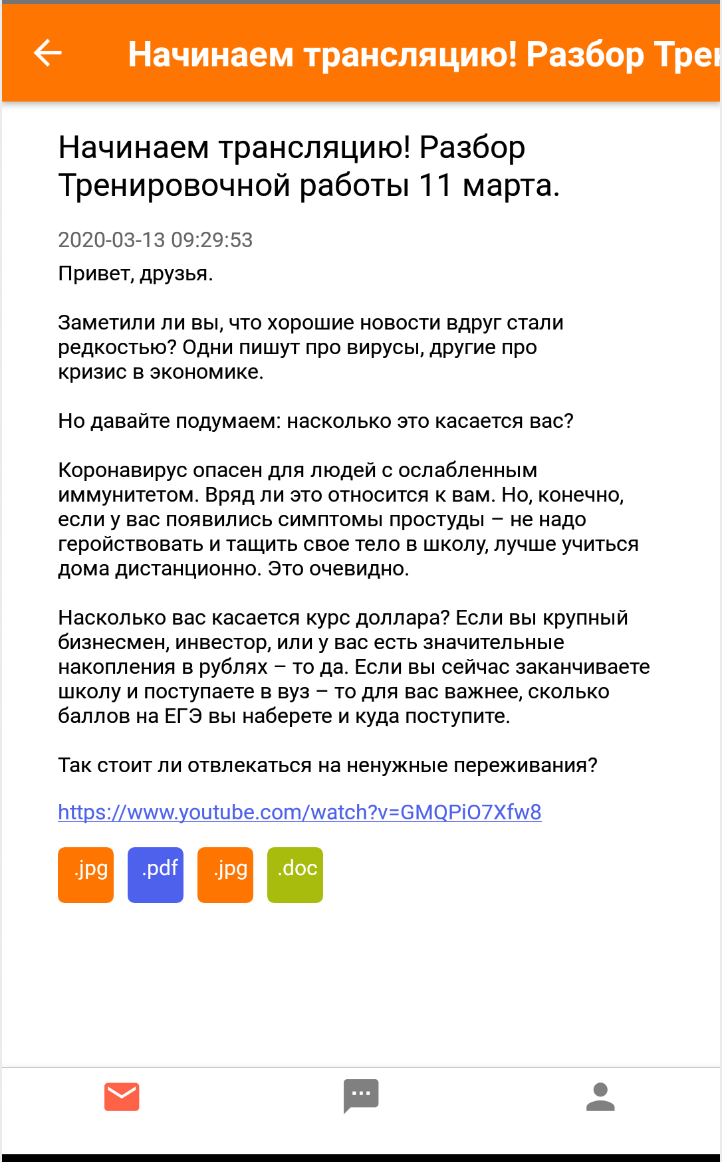 Начинаем трансляцию! Разбор Тре
Начинаем трансляцию! Разбор
Тренировочной работы 11 марта.
2020-03-13 09:29:53
Привет, друзья.
Заметили ли вы, что хорошие новости вдруг стали
редкостью? Одни пишут про вирусы, другие про
кризис в экономике.
Но давайте подумаем: насколько это касается вас?
Коронавирус опасен для людей с ослабленным
иммунитетом. Вряд ли это относится к вам. Но, конечно,
если у вас появились симптомы простуды – не надо
геройствовать и тащить свое тело в школу, лучше учиться
дома дистанционно. Это очевидно.
Насколько вас касается курс доллара? Если вы крупный
бизнесмен, инвестор, или у вас есть значительные
накопления в рублях – то да. Если вы сейчас заканчиваете
школу и поступаете в вуз – то для вас важнее, сколько
баллов на ЕГЭ вы наберете и куда поступите.
Так стоит ли отвлекаться на ненужные переживания?
https://www.youtube.com/watch?v=GMQPiO7Xfw8
.jpg .pdf .jpg .doc